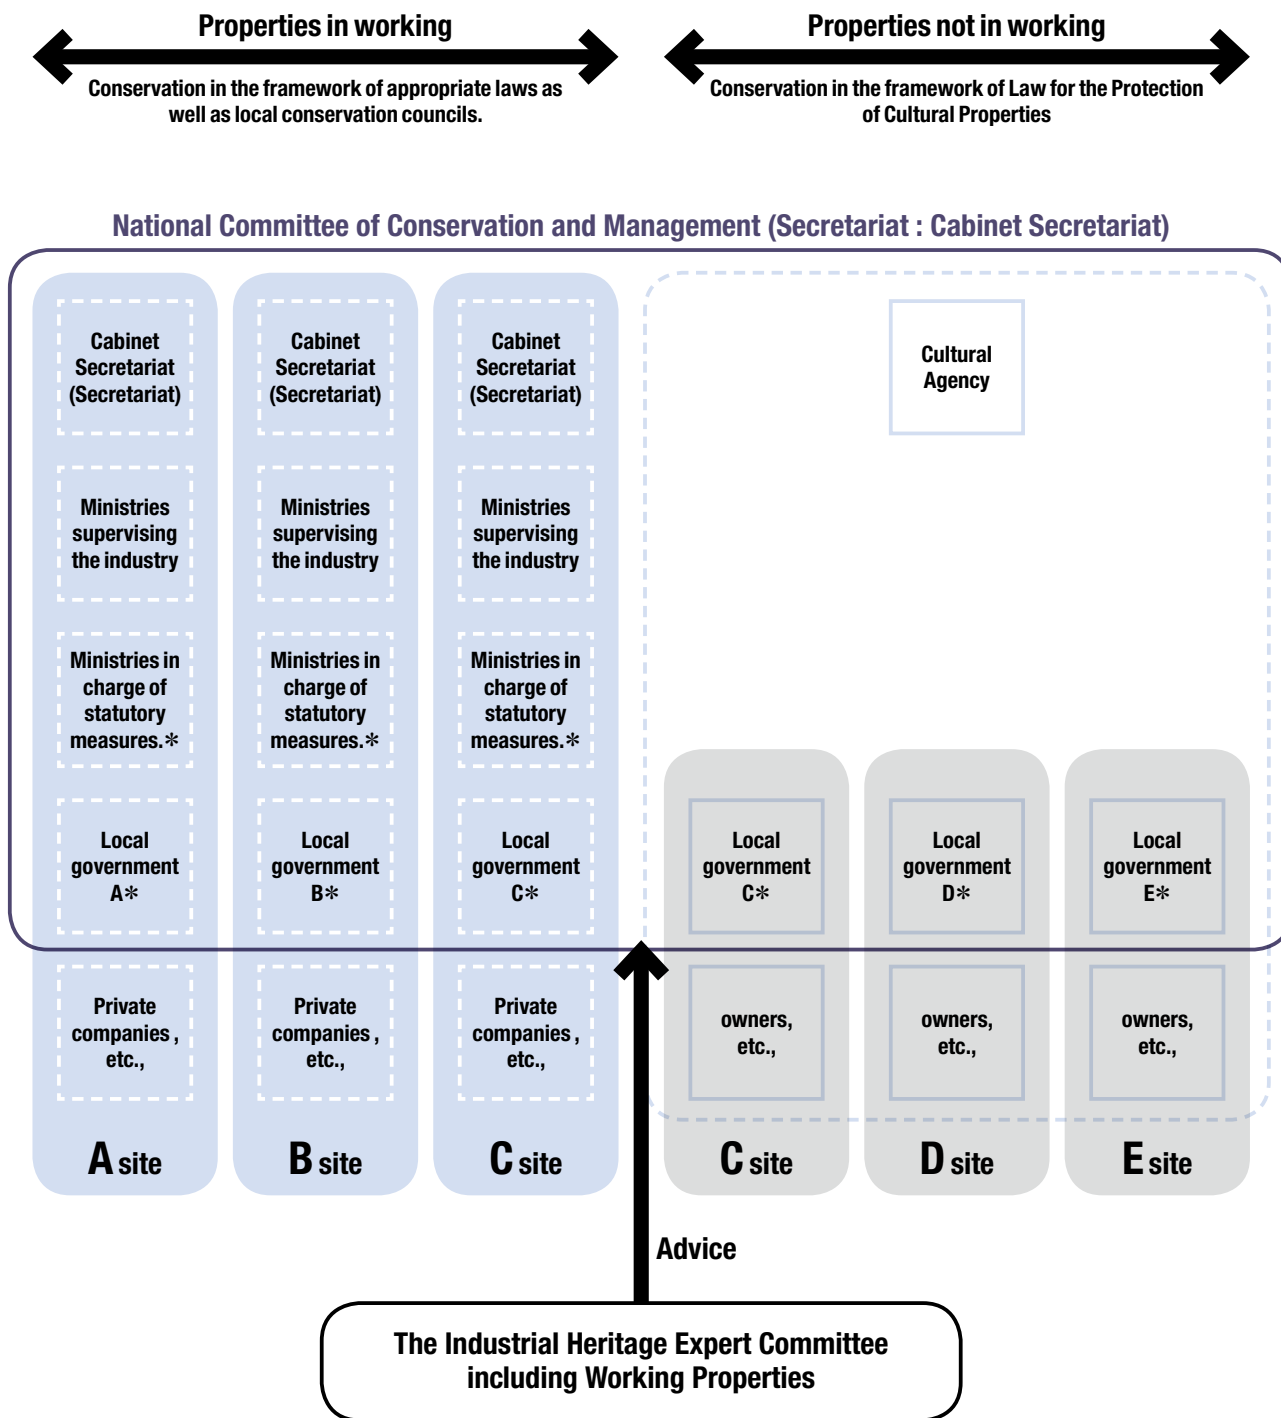 Properties in working
Conservation in the framework of appropriate laws as
well as local conservation councils.
Properties not in working
Conservation in the framework of Law for the Protection
of Cultural Properties
National Committee of Conservation and Management (Secretariat : Cabinet Secretariat)
Cabinet
Secretariat
(Secretariat)
Ministries
supervising
the industry
Ministries in
charge of
statutory
measures.*
Local
government
A*
Private
companies ,
etc.,
A site
Cabinet
Secretariat
(Secretariat)
Ministries
supervising
the industry
Ministries in
charge of
statutory
measures.*
Local
government
B*
Private
companies ,
etc.,
B site
Cabinet
Secretariat
(Secretariat)
Ministries
supervising
the industry
Ministries in
charge of
statutory
measures.*
Local
government
C*
Private
companies ,
etc.,
C site
Cultural
Agency
Local
government
C*
owners,
etc.,
C site
Local
government
D*
owners,
etc.,
D site
Local
government
E*
owners,
etc.,
E site
Advice
The Industrial Heritage Expert Committee
including Working Properties